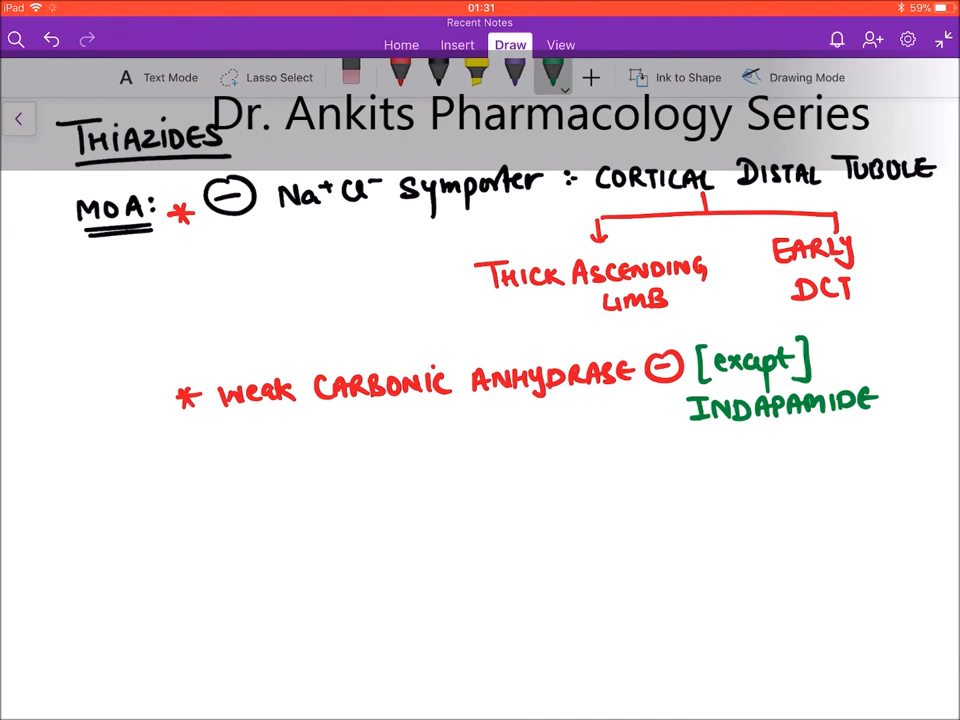 iPad 01:31 59%
Recent Notes
Home Insert Draw View
A Text Mode Lasso Select Ink to Shape Drawing Mode
Dr. Ankits Pharmacology Series
THIAZIDES
MOA: * ⊖ Na+Cl- Symporter :- CORTICAL DISTAL TUBULE
THICK ASCENDING LIMB
EARLY DCT
* Weak CARBONIC ANHYDRASE ⊖ [exapt]
INDAPAMIDE